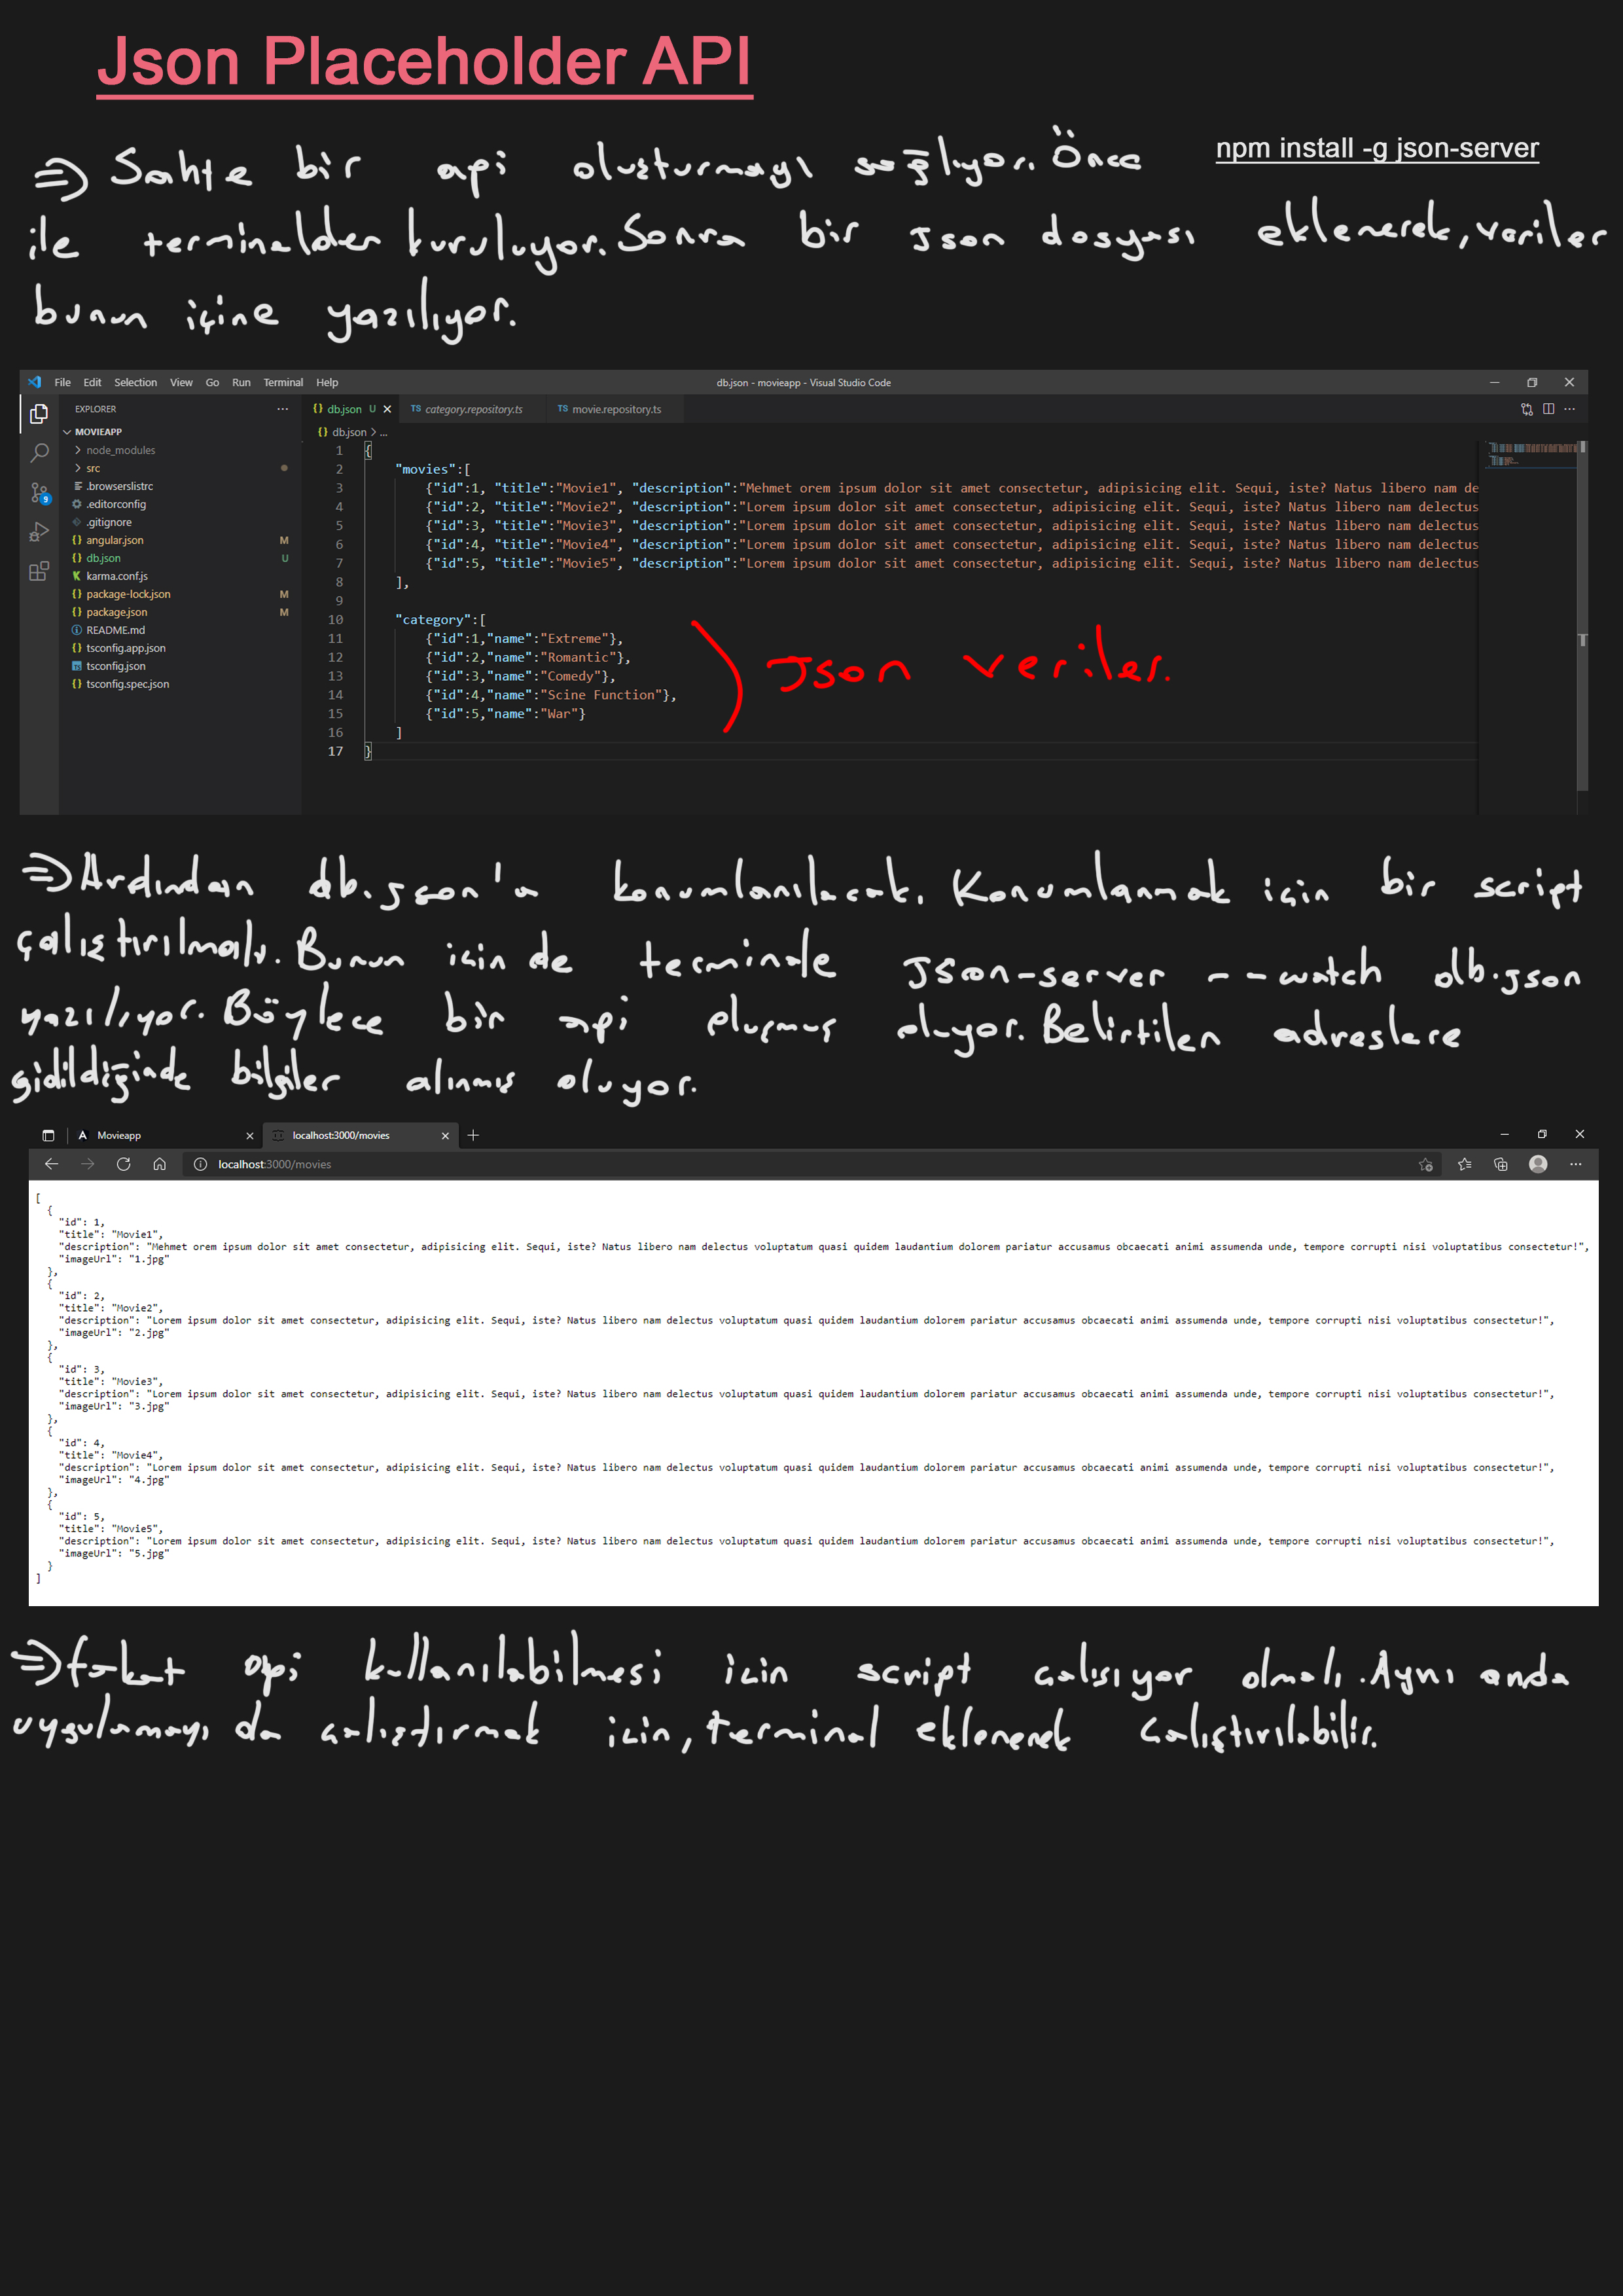 Json Placeholder API
⇒ Sahte bir api oluşturmayı sağlıyor. Önce npm install -g json-server
ile terminalden kuruluyor. Sonra bir Json dosyası eklenerek, veriler
bunun içine yazılıyor.
File Edit Selection View Go Run Terminal Help db.json - movieapp - Visual Studio Code
EXPLORER ... {} db.json U × TS category.repository.ts TS movie.repository.ts ...
MOVIEAPP {} db.json > ...
node_modules
src
.browserslistrc
.editorconfig
.gitignore
angular.json M
db.json U
karma.conf.js
package-lock.json M
package.json M
README.md
tsconfig.app.json
tsconfig.json
tsconfig.spec.json
9
1 {
2 "movies":[
3 {"id":1, "title":"Movie1", "description":"Mehmet orem ipsum dolor sit amet consectetur, adipisicing elit. Sequi, iste? Natus libero nam de
4 {"id":2, "title":"Movie2", "description":"Lorem ipsum dolor sit amet consectetur, adipisicing elit. Sequi, iste? Natus libero nam delectus
5 {"id":3, "title":"Movie3", "description":"Lorem ipsum dolor sit amet consectetur, adipisicing elit. Sequi, iste? Natus libero nam delectus
6 {"id":4, "title":"Movie4", "description":"Lorem ipsum dolor sit amet consectetur, adipisicing elit. Sequi, iste? Natus libero nam delectus
7 {"id":5, "title":"Movie5", "description":"Lorem ipsum dolor sit amet consectetur, adipisicing elit. Sequi, iste? Natus libero nam delectus
8 ],
9
10 "category":[
11 {"id":1,"name":"Extreme"},
12 {"id":2,"name":"Romantic"},
13 {"id":3,"name":"Comedy"},
14 {"id":4,"name":"Scine Function"},
15 {"id":5,"name":"War"}
16 ]
17 }
Json veriler.
⇒ Ardından db.json'a konumlanılacak. Konumlanmak için bir script
çalıştırılmalı. Bunun için de terminale Json-server --watch db.json
yazılıyor. Böylece bir api oluşmuş oluyor. Belirtilen adreslere
gidildiğinde bilgiler alınmış oluyor.
Movieapp × localhost:3000/movies × +
localhost:3000/movies
[
{
"id": 1,
"title": "Movie1",
"description": "Mehmet orem ipsum dolor sit amet consectetur, adipisicing elit. Sequi, iste? Natus libero nam delectus voluptatum quasi quidem laudantium dolorem pariatur accusamus obcaecati animi assumenda unde, tempore corrupti nisi voluptatibus consectetur!",
"imageUrl": "1.jpg"
},
{
"id": 2,
"title": "Movie2",
"description": "Lorem ipsum dolor sit amet consectetur, adipisicing elit. Sequi, iste? Natus libero nam delectus voluptatum quasi quidem laudantium dolorem pariatur accusamus obcaecati animi assumenda unde, tempore corrupti nisi voluptatibus consectetur!",
"imageUrl": "2.jpg"
},
{
"id": 3,
"title": "Movie3",
"description": "Lorem ipsum dolor sit amet consectetur, adipisicing elit. Sequi, iste? Natus libero nam delectus voluptatum quasi quidem laudantium dolorem pariatur accusamus obcaecati animi assumenda unde, tempore corrupti nisi voluptatibus consectetur!",
"imageUrl": "3.jpg"
},
{
"id": 4,
"title": "Movie4",
"description": "Lorem ipsum dolor sit amet consectetur, adipisicing elit. Sequi, iste? Natus libero nam delectus voluptatum quasi quidem laudantium dolorem pariatur accusamus obcaecati animi assumenda unde, tempore corrupti nisi voluptatibus consectetur!",
"imageUrl": "4.jpg"
},
{
"id": 5,
"title": "Movie5",
"description": "Lorem ipsum dolor sit amet consectetur, adipisicing elit. Sequi, iste? Natus libero nam delectus voluptatum quasi quidem laudantium dolorem pariatur accusamus obcaecati animi assumenda unde, tempore corrupti nisi voluptatibus consectetur!",
"imageUrl": "5.jpg"
}
]
⇒ fakat api kullanılabilmesi için script çalışıyor olmalı. Aynı anda
uygulamayı da çalıştırmak için, terminal eklenerek çalıştırılabilir.